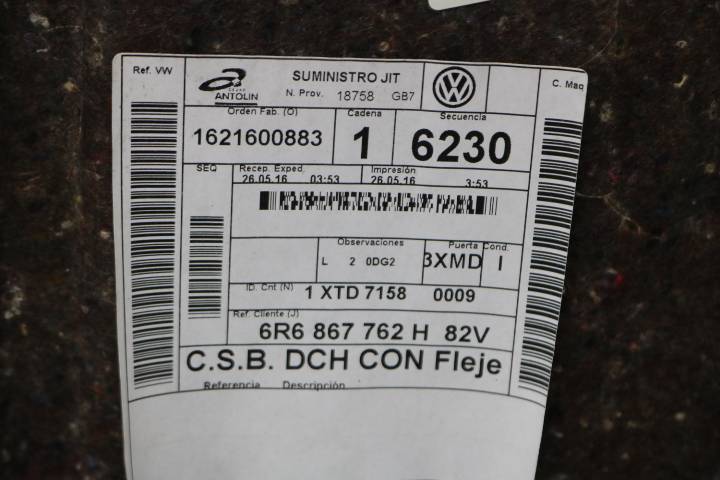 Ref. VW
GRUPO
ANTOLIN
SUMINISTRO JIT
N. Prov. 18758 GB7
C. Maq
Orden Fab. (O)
Cadena
Secuencia
1621600883
1
6230
SEQ
Recep. Exped.
Impresión
26.05.16 03:53
26.05.16 3:53
Observaciones
Puerta Cond.
L 2 0DG2
3XMD I
ID. Cnt (N) 1 XTD 7158 0009
Ref. Cliente (J)
6R6 867 762 H 82V
C.S.B. DCH CON Fleje
Referencia Descripción